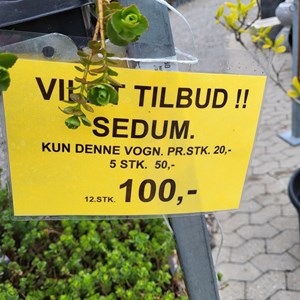 TILBUD !!
SEDUM.
KUN DENNE VOGN. PR.STK. 20,-
5 STK. 50,-
12.STK. 100,-